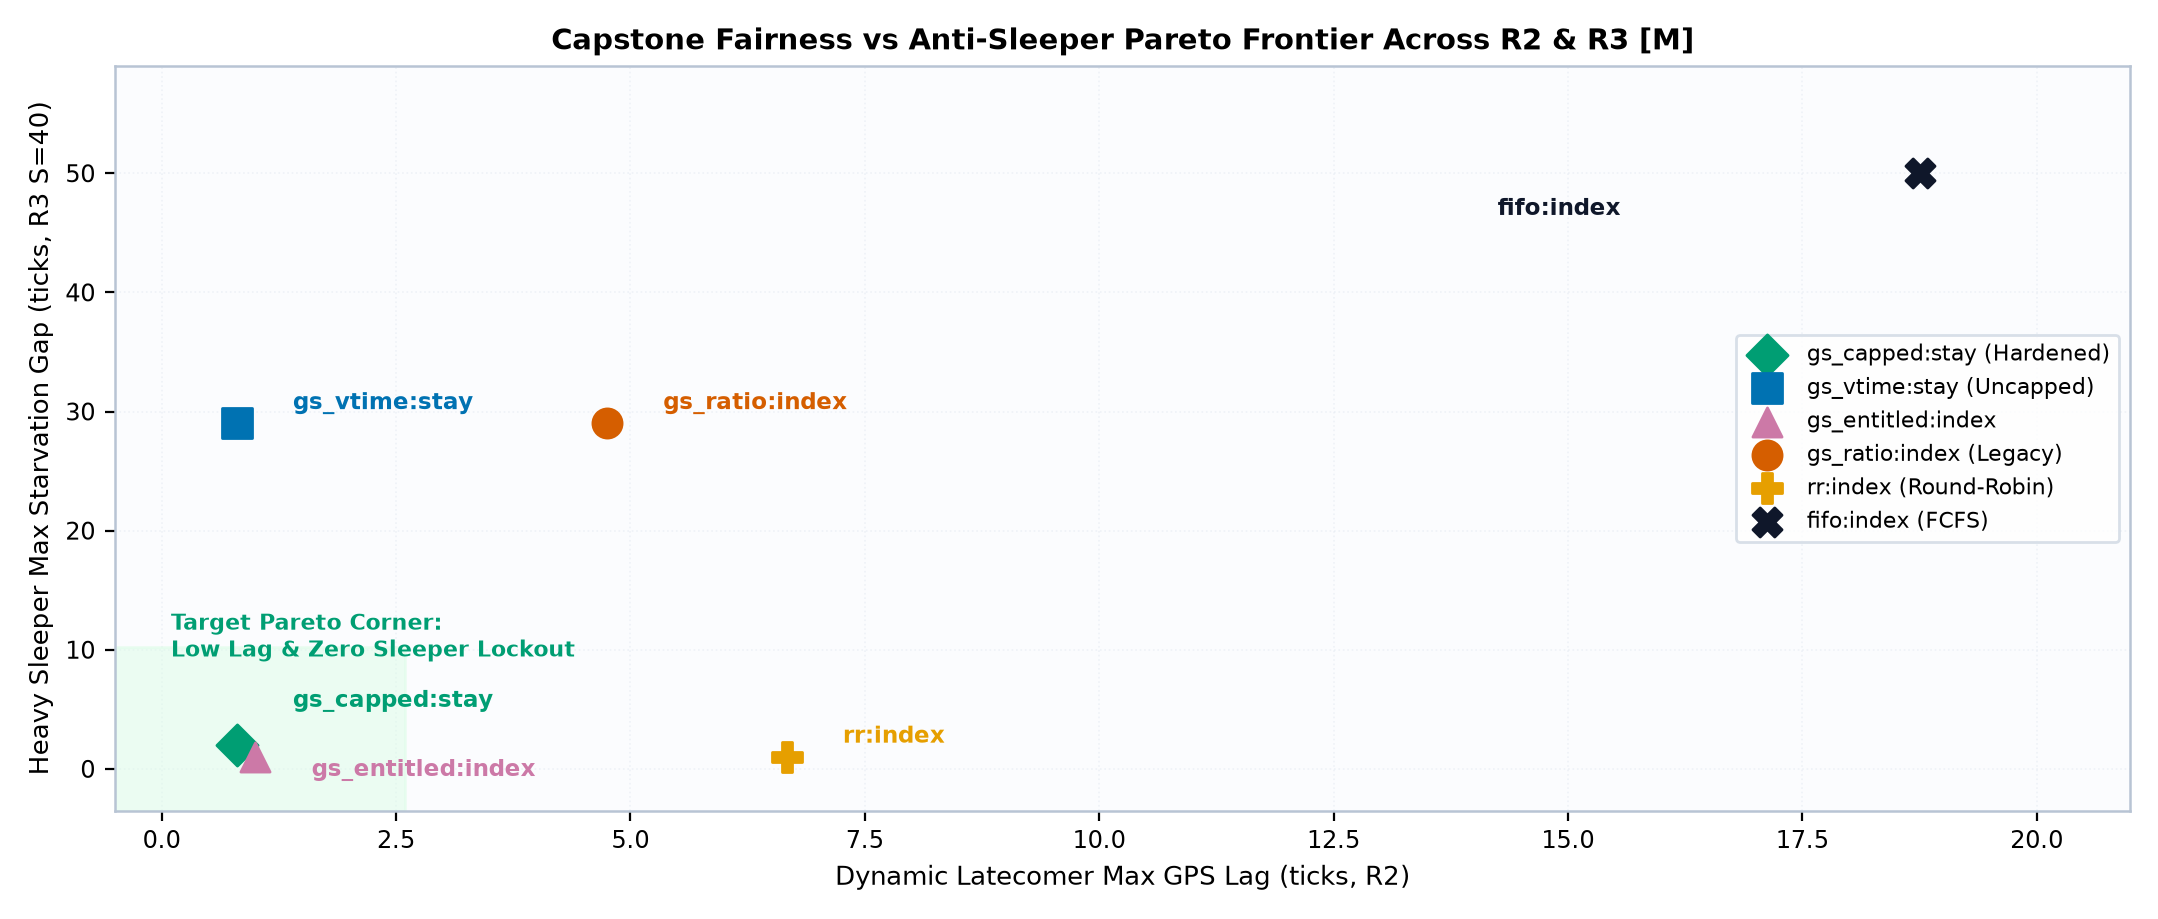 Capstone Fairness vs Anti-Sleeper Pareto Frontier Across R2 & R3 [M]
Heavy Sleeper Max Starvation Gap (ticks, R3 S=40)
50
40
30
20
10
0
fifo:index
gs_vtime:stay
gs_ratio:index
Target Pareto Corner:
Low Lag & Zero Sleeper Lockout
gs_capped:stay
rr:index
gs_entitled:index
gs_capped:stay (Hardened)
gs_vtime:stay (Uncapped)
gs_entitled:index
gs_ratio:index (Legacy)
rr:index (Round-Robin)
fifo:index (FCFS)
0.0 2.5 5.0 7.5 10.0 12.5 15.0 17.5 20.0
Dynamic Latecomer Max GPS Lag (ticks, R2)